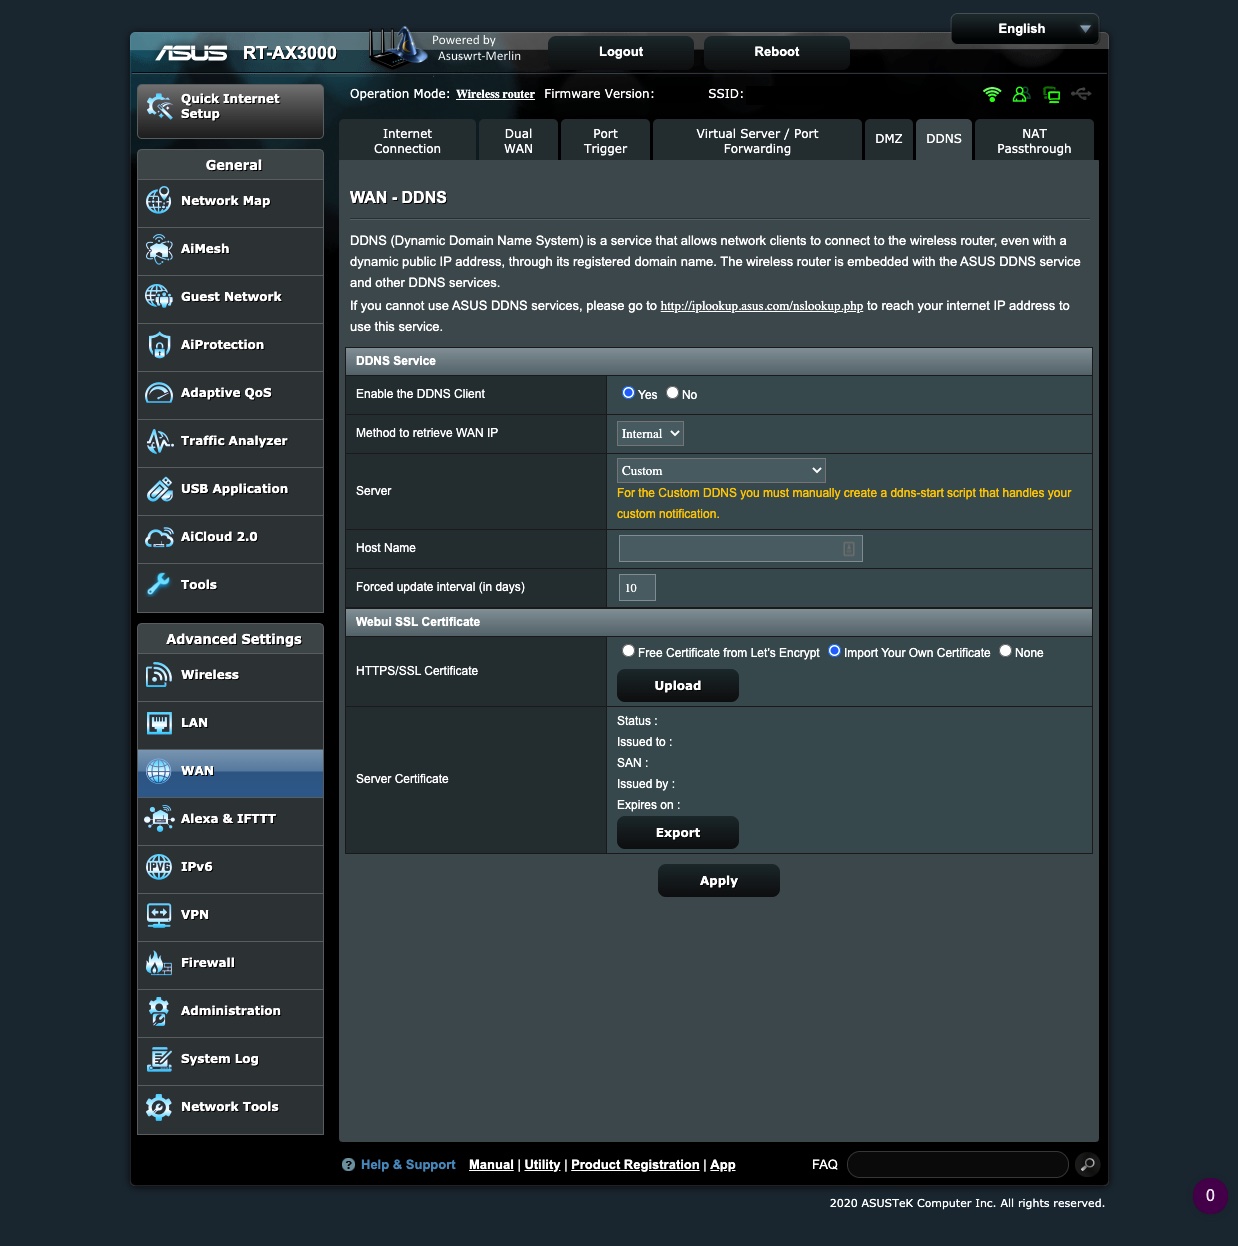 English
ASUS RT-AX3000
Powered by
Asuswrt-Merlin
Logout
Reboot
Quick Internet
Setup
General
Network Map
AiMesh
Guest Network
AiProtection
Adaptive QoS
Traffic Analyzer
USB Application
AiCloud 2.0
Tools
Advanced Settings
Wireless
LAN
WAN
Alexa & IFTTT
IPv6
VPN
Firewall
Administration
System Log
Network Tools
Operation Mode: Wireless router Firmware Version: SSID:
Internet
Connection
Dual
WAN
Port
Trigger
Virtual Server / Port
Forwarding
DMZ
DDNS
NAT
Passthrough
WAN - DDNS
DDNS (Dynamic Domain Name System) is a service that allows network clients to connect to the wireless router, even with a
dynamic public IP address, through its registered domain name. The wireless router is embedded with the ASUS DDNS service
and other DDNS services.
If you cannot use ASUS DDNS services, please go to http://iplookup.asus.com/nslookup.php to reach your internet IP address to
use this service.
DDNS Service
Enable the DDNS Client Yes No
Method to retrieve WAN IP Internal
Server Custom
For the Custom DDNS you must manually create a ddns-start script that handles your
custom notification.
Host Name
Forced update interval (in days) 10
Webui SSL Certificate
HTTPS/SSL Certificate Free Certificate from Let's Encrypt Import Your Own Certificate None
Upload
Server Certificate
Status :
Issued to :
SAN :
Issued by :
Expires on :
Export
Apply
Help & Support Manual | Utility | Product Registration | App FAQ
2020 ASUSTeK Computer Inc. All rights reserved.
0